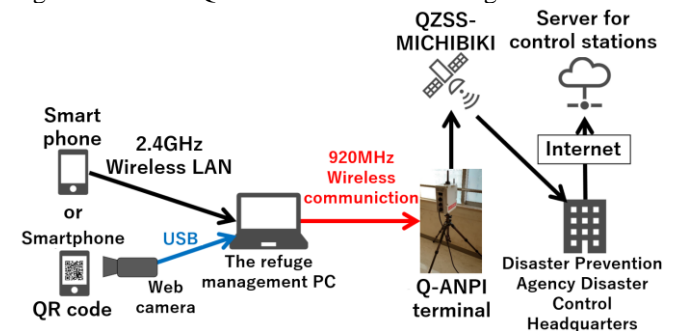 QZSS-
MICHIBIKI
Server for
control stations
Smart
phone
2.4GHz
Wireless LAN
920MHz
Wireless
communiction
Internet
or
Smartphone
USB
QR code
Web
camera
The refuge
management PC
Q-ANPI
terminal
Disaster Prevention
Agency Disaster
Control
Headquarters